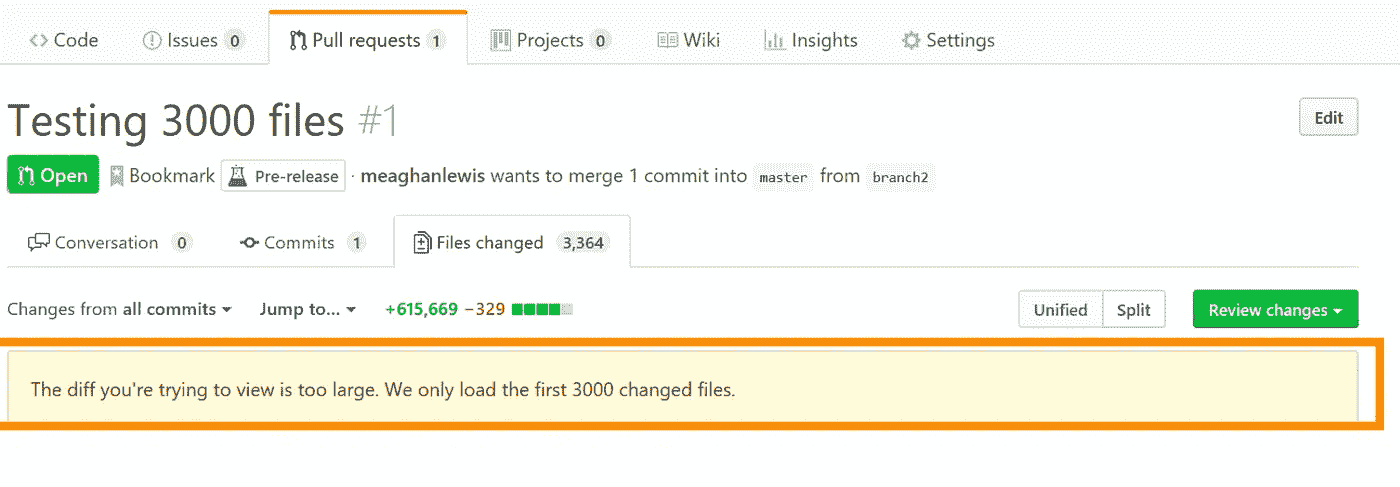 Code Issues 0 Pull requests 1 Projects 0 Wiki Insights Settings
Testing 3000 files #1 Edit
Open Bookmark Pre-release · meaghanlewis wants to merge 1 commit into master from branch2
Conversation 0 Commits 1 Files changed 3,364
Changes from all commits Jump to... +615,669 −329 Unified Split Review changes
The diff you're trying to view is too large. We only load the first 3000 changed files.